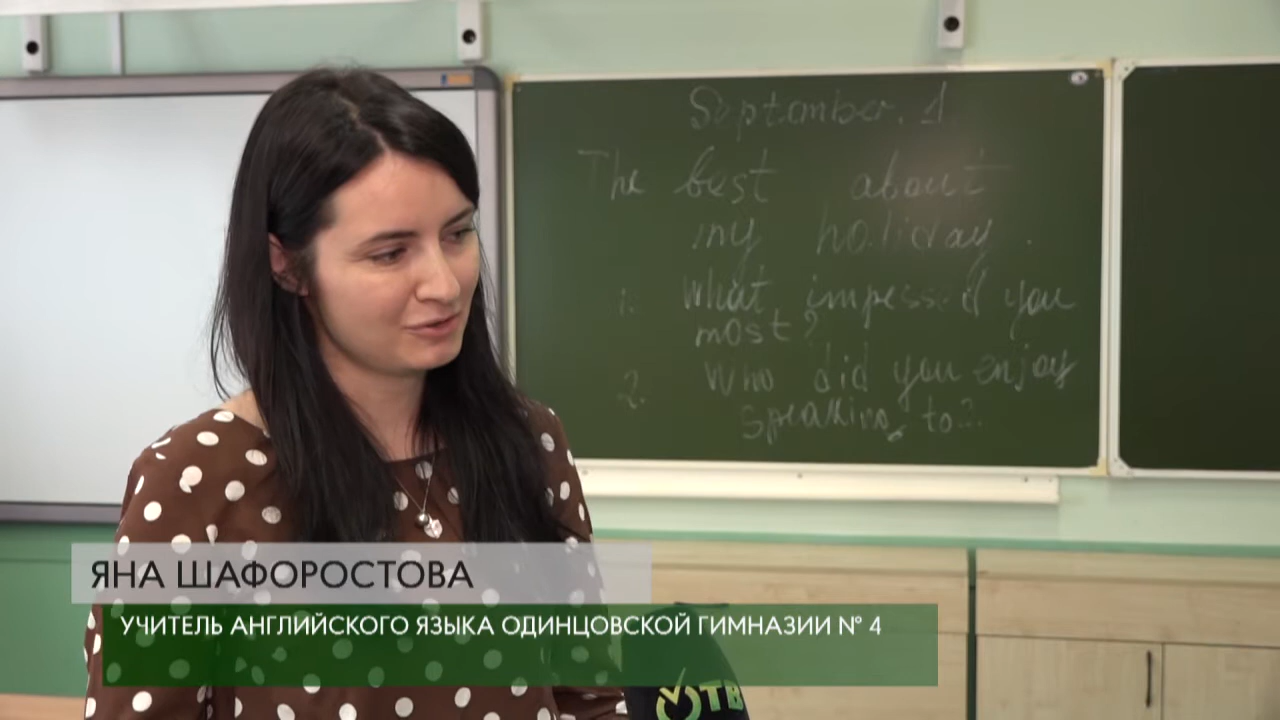 September. 1
The best about
my holiday.
1. What impessed you
most?
2. Who did you enjoy
speaking to?
ЯНА ШАФОРОСТОВА
УЧИТЕЛЬ АНГЛИЙСКОГО ЯЗЫКА ОДИНЦОВСКОЙ ГИМНАЗИИ № 4
ТВ